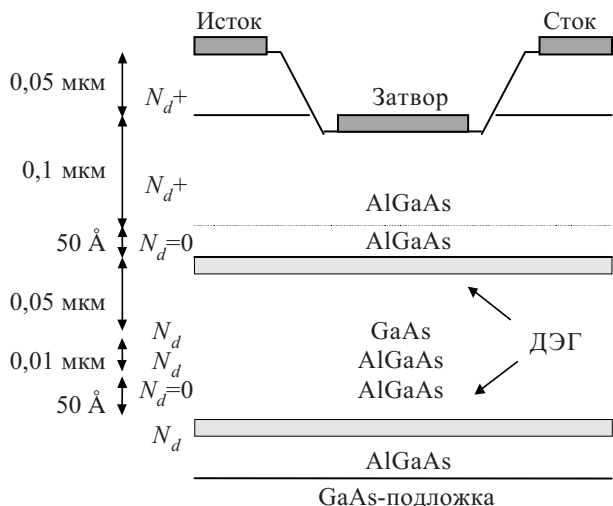 Исток
Сток
0,05 мкм
N_d+
Затвор
0,1 мкм
N_d+
AlGaAs
50 Å
N_d=0
AlGaAs
0,05 мкм
N_d
GaAs
ДЭГ
0,01 мкм
N_d
AlGaAs
50 Å
N_d=0
AlGaAs
N_d
AlGaAs
GaAs-подложка